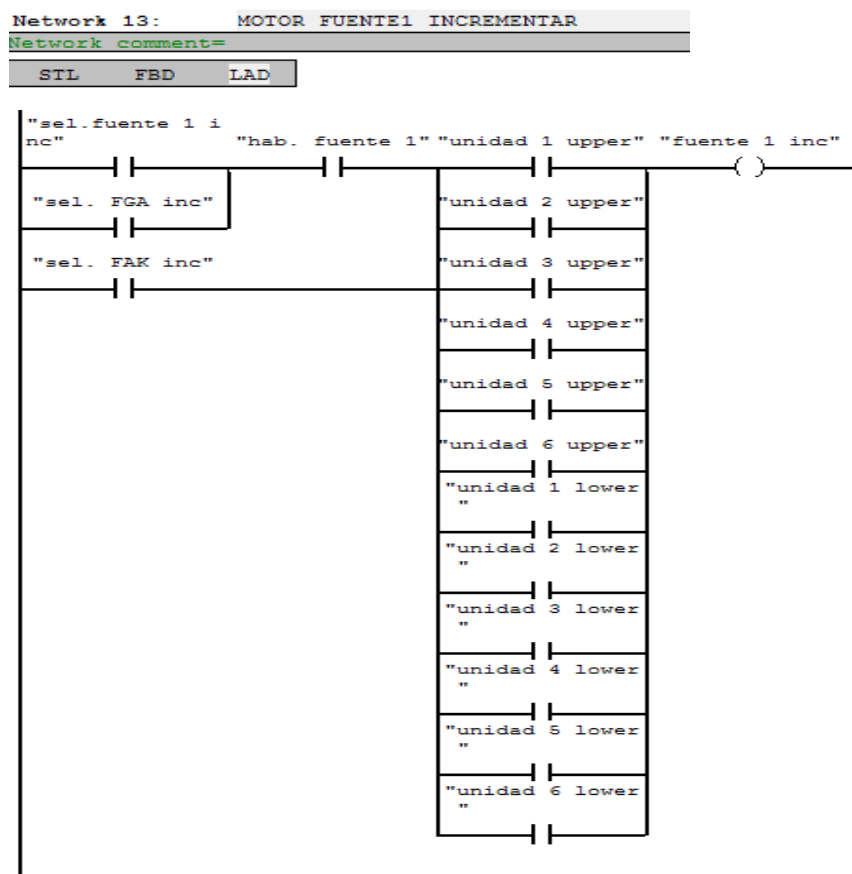 Network 13: MOTOR FUENTE1 INCREMENTAR
Network comment=
STL FBD LAD
"sel.fuente 1 i
nc" "hab. fuente 1" "unidad 1 upper" "fuente 1 inc"
"sel. FGA inc" "unidad 2 upper"
"sel. FAK inc" "unidad 3 upper"
"unidad 4 upper"
"unidad 5 upper"
"unidad 6 upper"
"unidad 1 lower
"
"unidad 2 lower
"
"unidad 3 lower
"
"unidad 4 lower
"
"unidad 5 lower
"
"unidad 6 lower
"